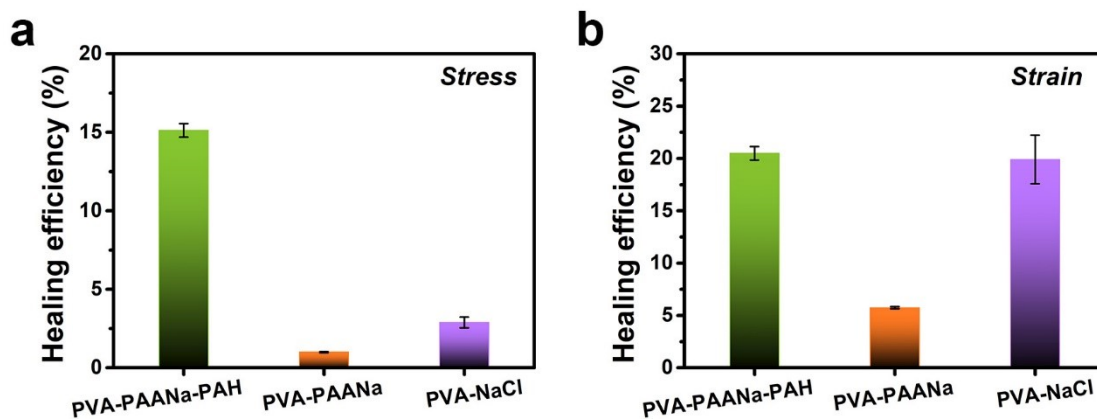 a
Stress
Healing efficiency (%)
20
15
10
5
0
PVA-PAANa-PAH
PVA-PAANa
PVA-NaCl
b
Strain
Healing efficiency (%)
30
25
20
15
10
5
0
PVA-PAANa-PAH
PVA-PAANa
PVA-NaCl